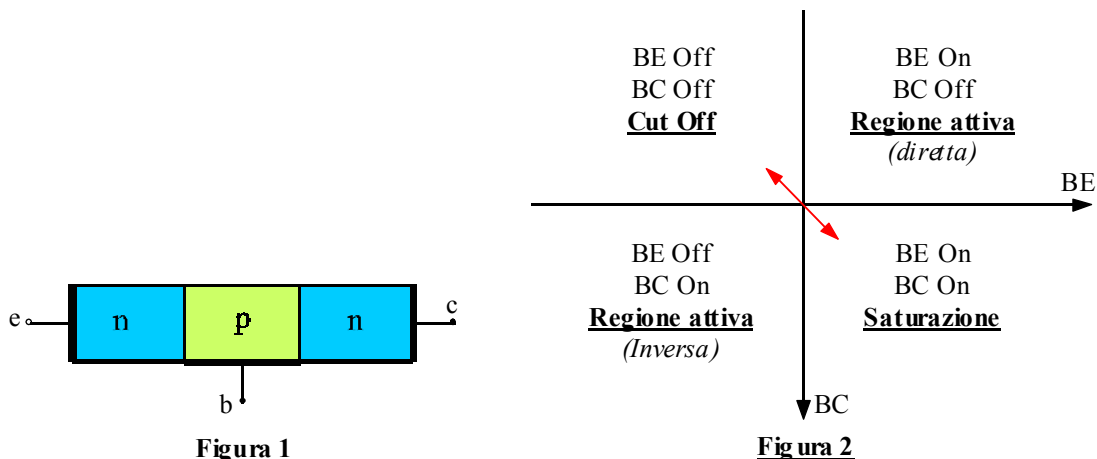 e
n
p
n
c
b
Figura 1
BE Off
BC Off
Cut Off
BE On
BC Off
Regione attiva
(diretta)
BE
BE Off
BC On
Regione attiva
(Inversa)
BE On
BC On
Saturazione
BC
Figura 2